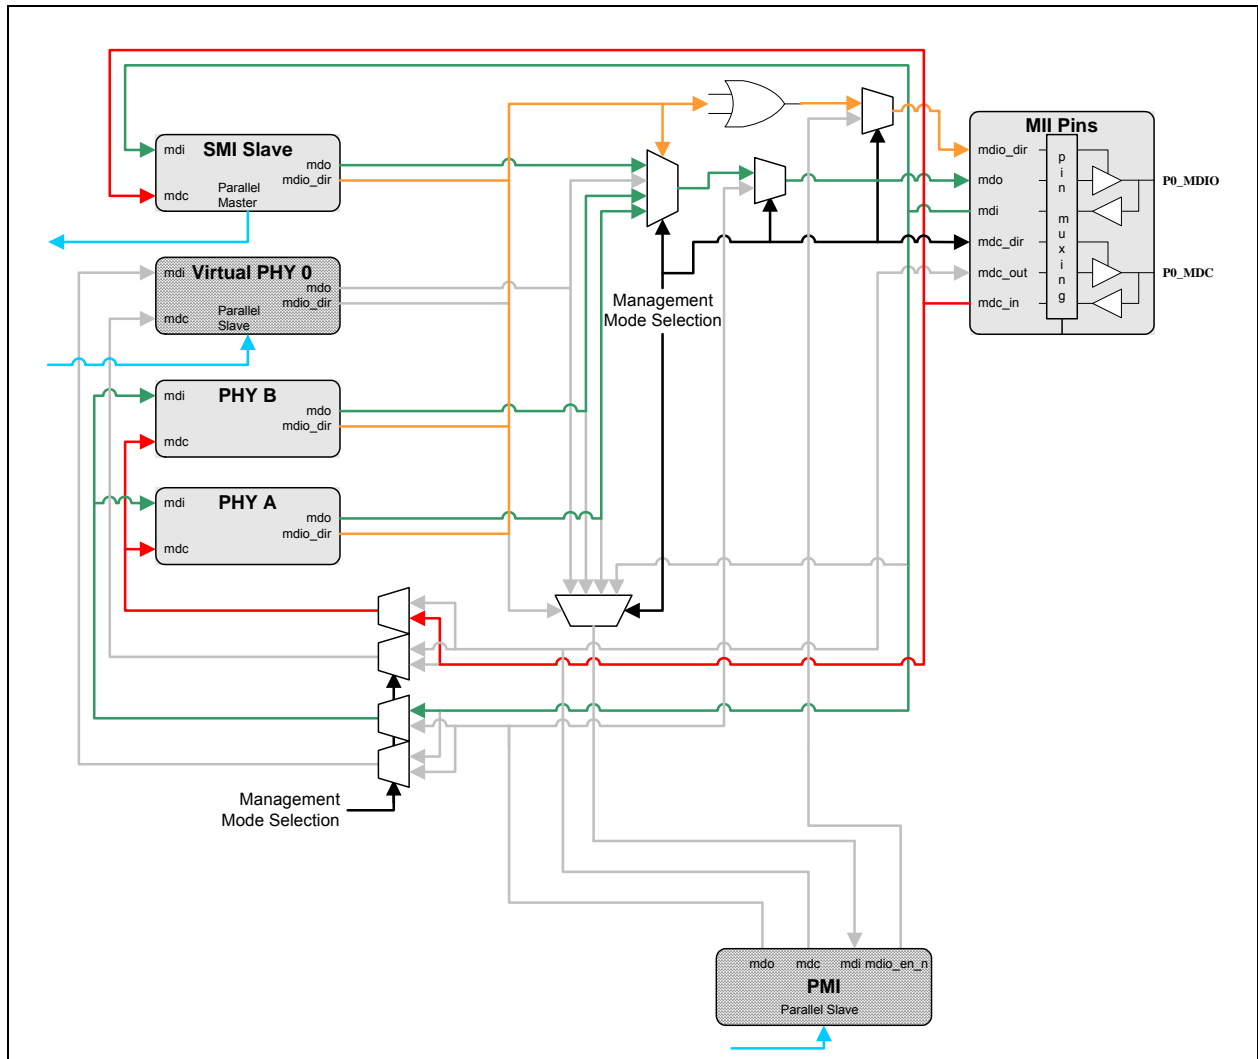 SMI Slave
mdi
mdo
mdio_dir
mdc
Parallel
Master
MII Pins
mdio_dir
mdo
mdi
mdc_dir
mdc_out
mdc_in
pin muxing
P0_MDIO
P0_MDC
Virtual PHY 0
mdi
mdo
mdio_dir
mdc
Parallel
Slave
Management
Mode Selection
PHY B
mdi
mdo
mdio_dir
mdc
PHY A
mdi
mdo
mdio_dir
mdc
Management
Mode Selection
mdo mdc mdi mdio_en_n
PMI
Parallel Slave